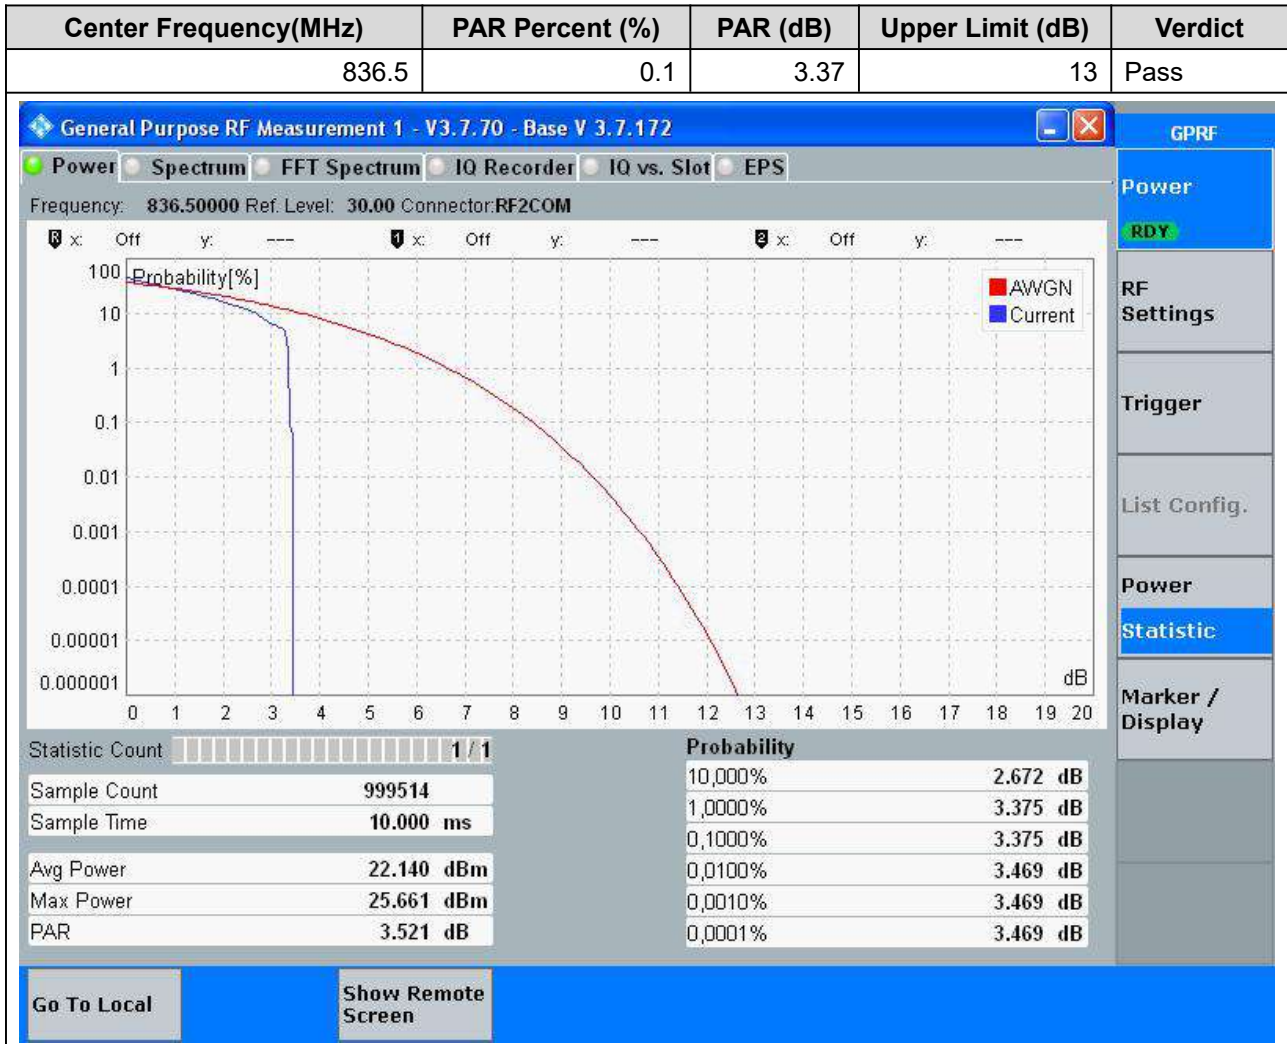 Center Frequency(MHz) PAR Percent (%) PAR (dB) Upper Limit (dB) Verdict
836.5 0.1 3.37 13 Pass
General Purpose RF Measurement 1 - V3.7.70 - Base V 3.7.172
GPRF
Power Spectrum FFT Spectrum IQ Recorder IQ vs. Slot EPS
Power
RDY
Frequency: 836.50000 Ref. Level: 30.00 Connector:RF2COM
R x: Off y: --- 1 x: Off y: --- 2 x: Off y: ---
Probability[%]
AWGN
Current
100
10
1
0.1
0.01
0.001
0.0001
0.00001
0.000001
dB
0 1 2 3 4 5 6 7 8 9 10 11 12 13 14 15 16 17 18 19 20
RF
Settings
Trigger
List Config.
Power
Statistic
Marker /
Display
Statistic Count 1 / 1
Sample Count 999514
Sample Time 10.000 ms
Avg Power 22.140 dBm
Max Power 25.661 dBm
PAR 3.521 dB
Probability
10,000% 2.672 dB
1,0000% 3.375 dB
0,1000% 3.375 dB
0,0100% 3.469 dB
0,0010% 3.469 dB
0,0001% 3.469 dB
Go To Local
Show Remote
Screen